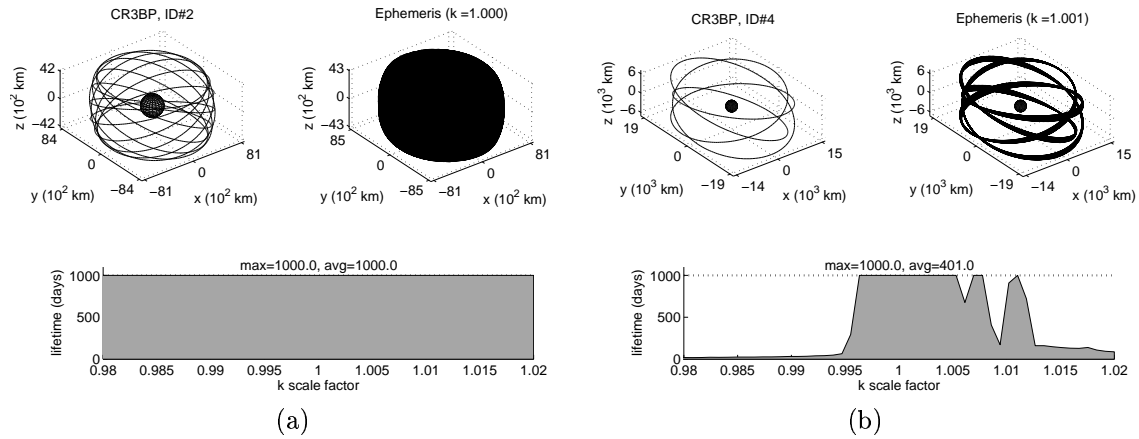 CR3BP, ID#2
Ephemeris (k =1.000)
42
0
−42
z (10² km)
84
0
−84
y (10² km)
−81
81
x (10² km)
43
0
−43
z (10² km)
85
0
−85
y (10² km)
−81
0
81
x (10² km)
max=1000.0, avg=1000.0
1000
500
0
lifetime (days)
0.98 0.985 0.99 0.995 1 1.005 1.01 1.015 1.02
k scale factor
(a)
CR3BP, ID#4
Ephemeris (k =1.001)
6
0
−6
z (10³ km)
19
0
−19
y (10³ km)
−14
0
15
x (10³ km)
6
0
−6
z (10³ km)
19
0
−19
y (10³ km)
−14
0
15
x (10³ km)
max=1000.0, avg=401.0
1000
500
0
lifetime (days)
0.98 0.985 0.99 0.995 1 1.005 1.01 1.015 1.02
k scale factor
(b)